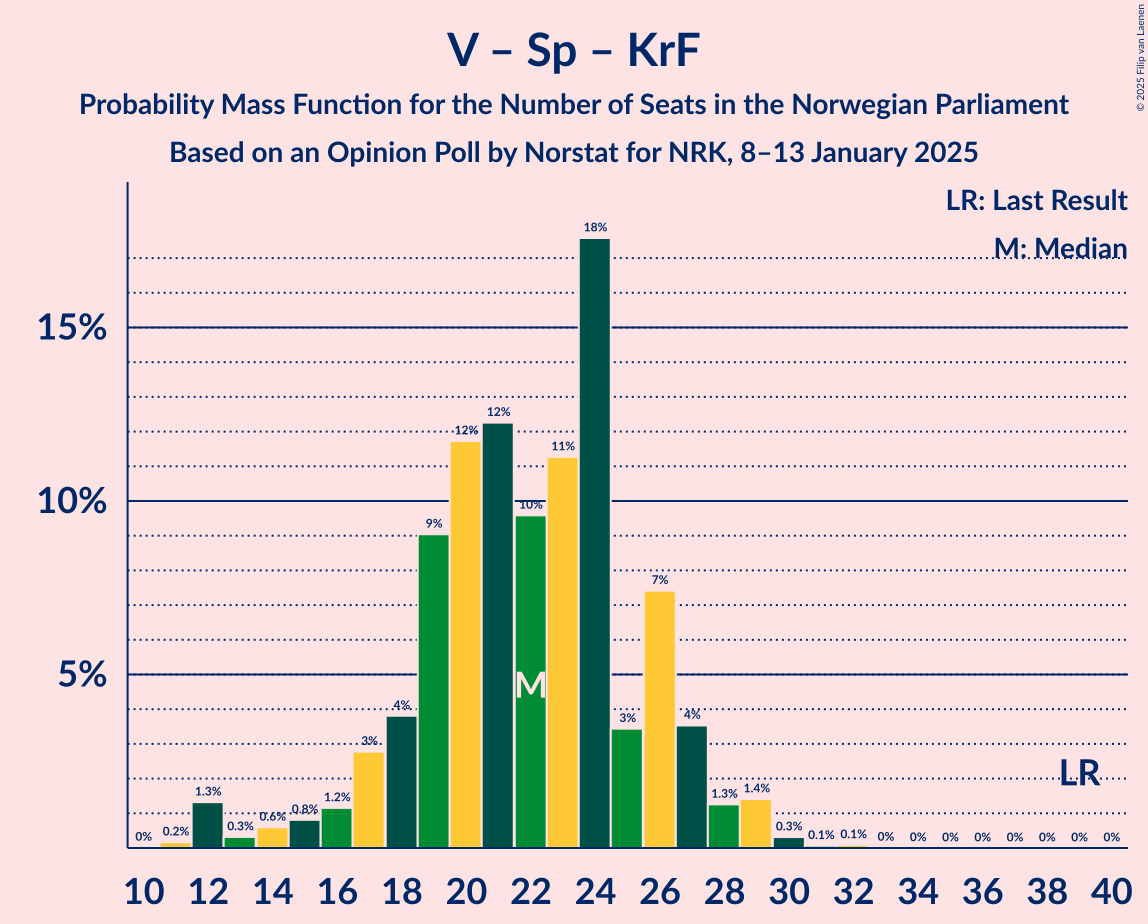 V – Sp – KrF
Probability Mass Function for the Number of Seats in the Norwegian Parliament
Based on an Opinion Poll by Norstat for NRK, 8–13 January 2025
© 2025 Filip van Laenen
LR: Last Result
M: Median
15%
10%
5%
0% 0.2% 1.3% 0.3% 0.6% 0.8% 1.2% 3% 4% 9% 12% 12% 10% 11% 18% 3% 7% 4% 1.3% 1.4% 0.3% 0.1% 0.1% 0% 0% 0% 0% 0% 0% 0% 0%
M
LR
10 12 14 16 18 20 22 24 26 28 30 32 34 36 38 40